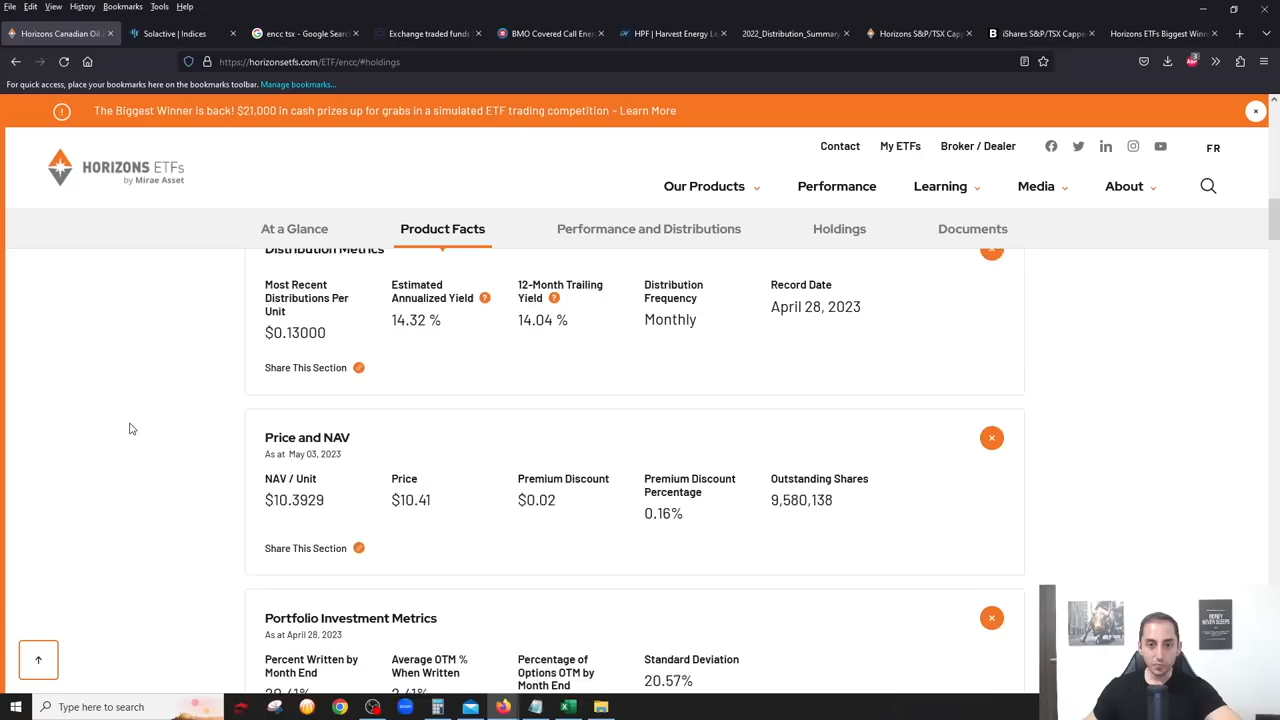 File Edit View History Bookmarks Tools Help
Horizons Canadian Oil a
Solactive | Indices
encc tsx - Google Search
Exchange traded funds
BMO Covered Call Ener
HPF | Harvest Energy Le
2022_Distribution_Summary
Horizons S&P/TSX Capp
iShares S&P/TSX Cappe
Horizons ETFs Biggest Winn
https://horizonsetfs.com/ETF/encc/#holdings
For quick access, place your bookmarks here on the bookmarks toolbar. Manage bookmarks...
The Biggest Winner is back! $21,000 in cash prizes up for grabs in a simulated ETF trading competition - Learn More
HORIZONS ETFs
by Mirae Asset
Contact My ETFs Broker / Dealer FR
Our Products Performance Learning Media About
At a Glance Product Facts Performance and Distributions Holdings Documents
Distribution Metrics
Most Recent
Distributions Per
Unit
$0.13000
Estimated
Annualized Yield ?
14.32 %
12-Month Trailing
Yield ?
14.04 %
Distribution
Frequency
Monthly
Record Date
April 28, 2023
Share This Section
Price and NAV
As at May 03, 2023
NAV / Unit
$10.3929
Price
$10.41
Premium Discount
$0.02
Premium Discount
Percentage
0.16%
Outstanding Shares
9,580,138
Share This Section
Portfolio Investment Metrics
As at April 28, 2023
Percent Written by
Month End
Average OTM %
When Written
Percentage of
Options OTM by
Month End
Standard Deviation
20.57%
MONEY
NEVER SLEEPS
Type here to search